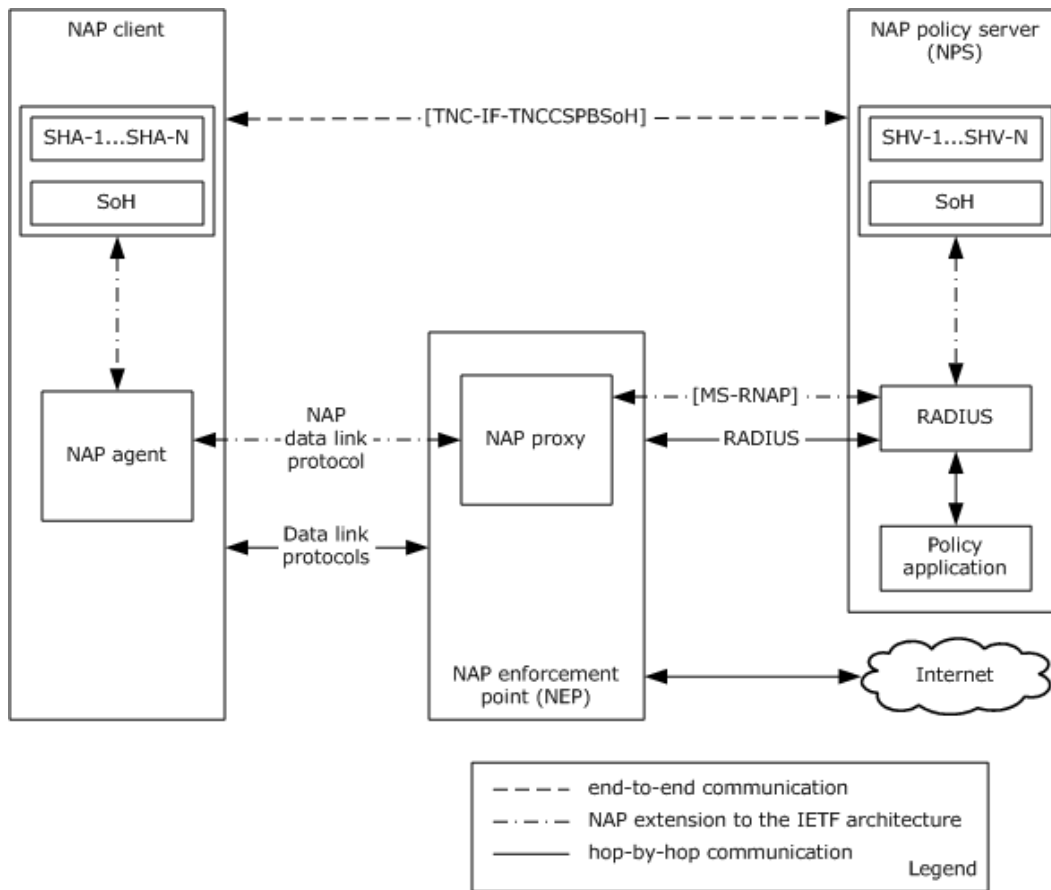 NAP client
NAP policy server
(NPS)
[TNC-IF-TNCCSPBSoH]
SHA-1...SHA-N
SHV-1...SHV-N
SoH
SoH
[MS-RNAP]
NAP
data link
protocol
NAP agent
NAP proxy
RADIUS
RADIUS
Data link
protocols
Policy
application
NAP enforcement
point (NEP)
Internet
end-to-end communication
NAP extension to the IETF architecture
hop-by-hop communication
Legend